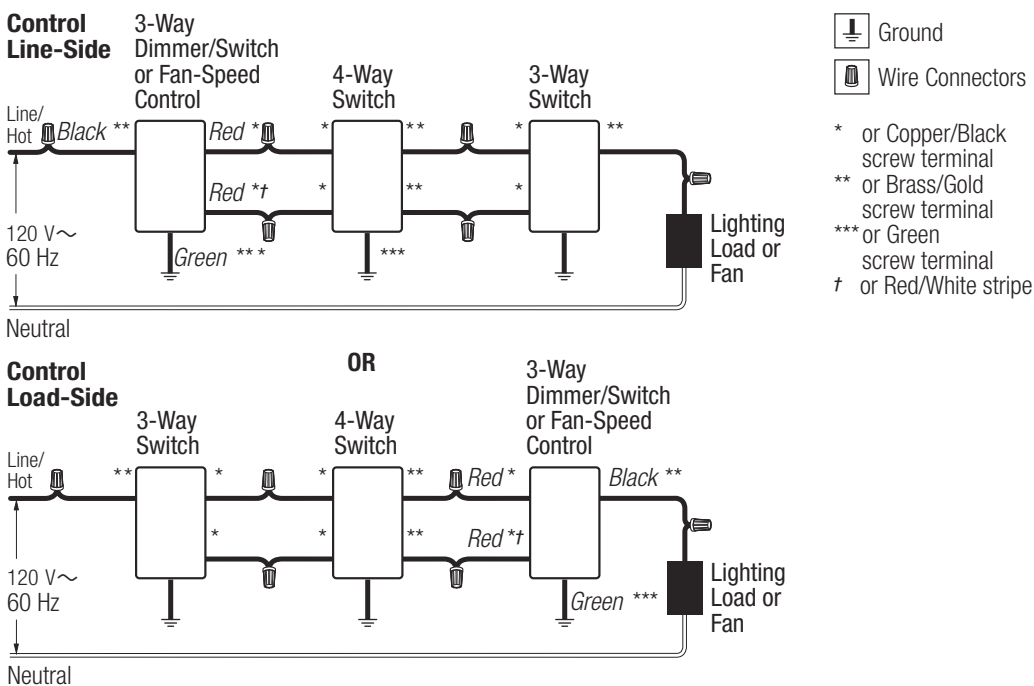 Control
Line-Side
3-Way
Dimmer/Switch
or Fan-Speed
Control
4-Way
Switch
3-Way
Switch
Line/
Hot
Black **
Red *
*
**
*
**
Red *†
*
**
*
120 V～
60 Hz
Green ** *
***
Lighting
Load or
Fan
Neutral
Ground
Wire Connectors
* or Copper/Black
screw terminal
** or Brass/Gold
screw terminal
*** or Green
screw terminal
† or Red/White stripe
OR
Control
Load-Side
3-Way
Switch
4-Way
Switch
3-Way
Dimmer/Switch
or Fan-Speed
Control
Line/
Hot
**
*
*
**
Red *
Black **
*
*
**
Red *†
120 V～
60 Hz
Green ***
Lighting
Load or
Fan
Neutral